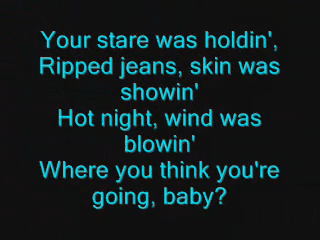 Your stare was holdin',
Ripped jeans, skin was
showin'
Hot night, wind was
blowin'
Where you think you're
going, baby?